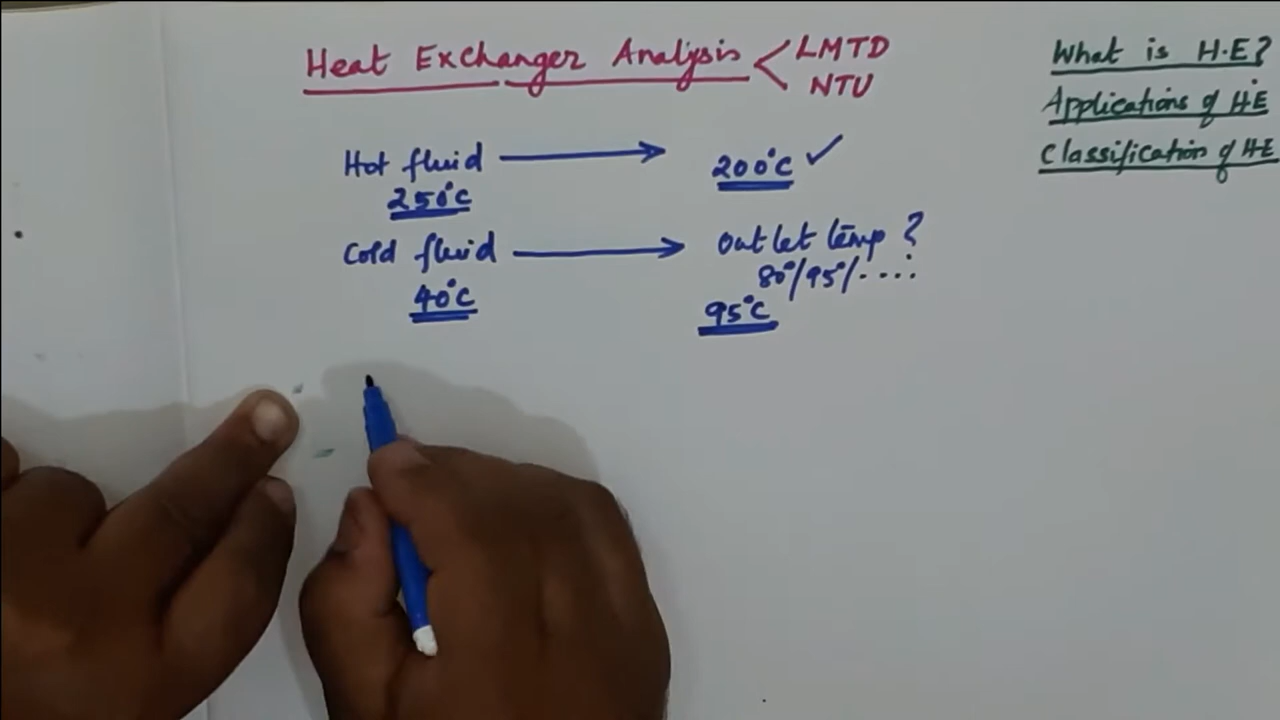 Heat Exchanger Analysis < LMTD
NTU
Hot fluid → 200°C ✓
250°C
Cold fluid → Outlet temp ?
80°/95°/....
40°C
95°C
What is H.E?
Applications of H.E
Classification of H.E